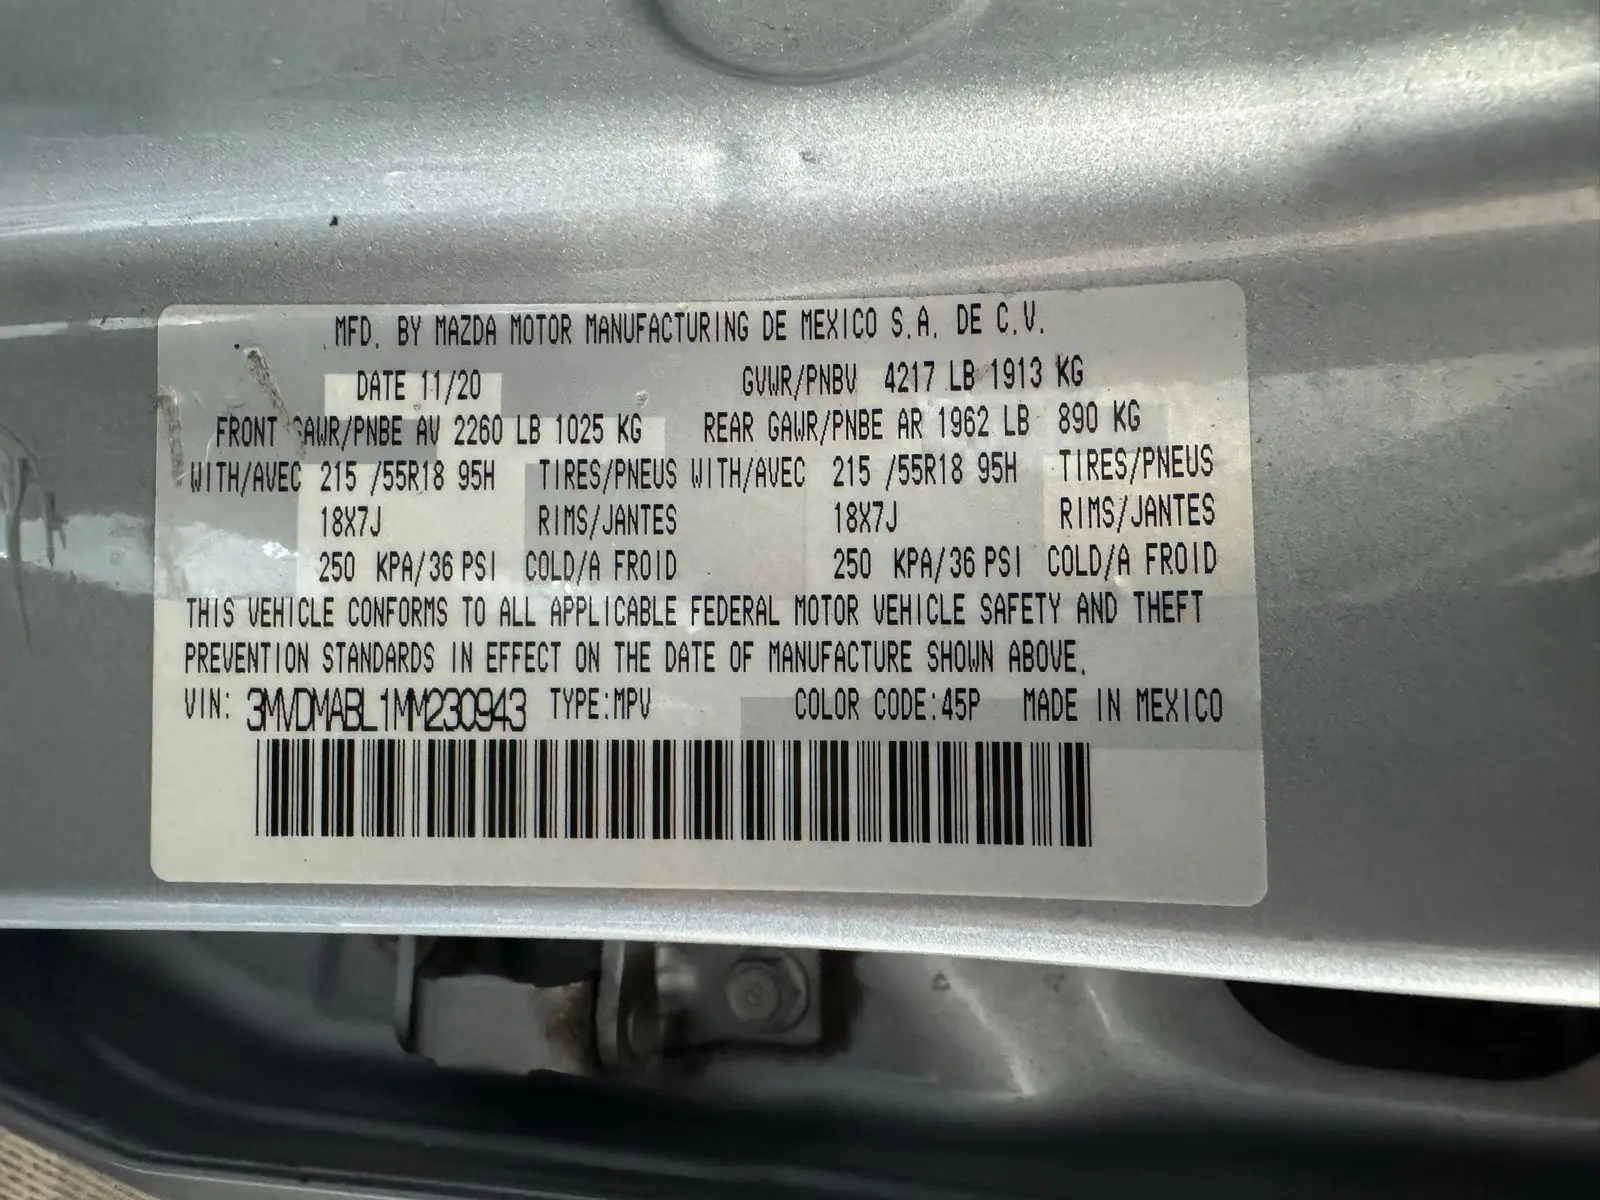 MFD. BY MAZDA MOTOR MANUFACTURING DE MEXICO S.A. DE C.V.
DATE 11/20 GVWR/PNBV 4217 LB 1913 KG
FRONT GAWR/PNBE AV 2260 LB 1025 KG REAR GAWR/PNBE AR 1962 LB 890 KG
WITH/AVEC 215 /55R18 95H TIRES/PNEUS WITH/AVEC 215 /55R18 95H TIRES/PNEUS
18X7J RIMS/JANTES 18X7J RIMS/JANTES
250 KPA/36 PSI COLD/A FROID 250 KPA/36 PSI COLD/A FROID
THIS VEHICLE CONFORMS TO ALL APPLICABLE FEDERAL MOTOR VEHICLE SAFETY AND THEFT
PREVENTION STANDARDS IN EFFECT ON THE DATE OF MANUFACTURE SHOWN ABOVE.
VIN: 3MVDMABL1MM230943 TYPE:MPV COLOR CODE:45P MADE IN MEXICO